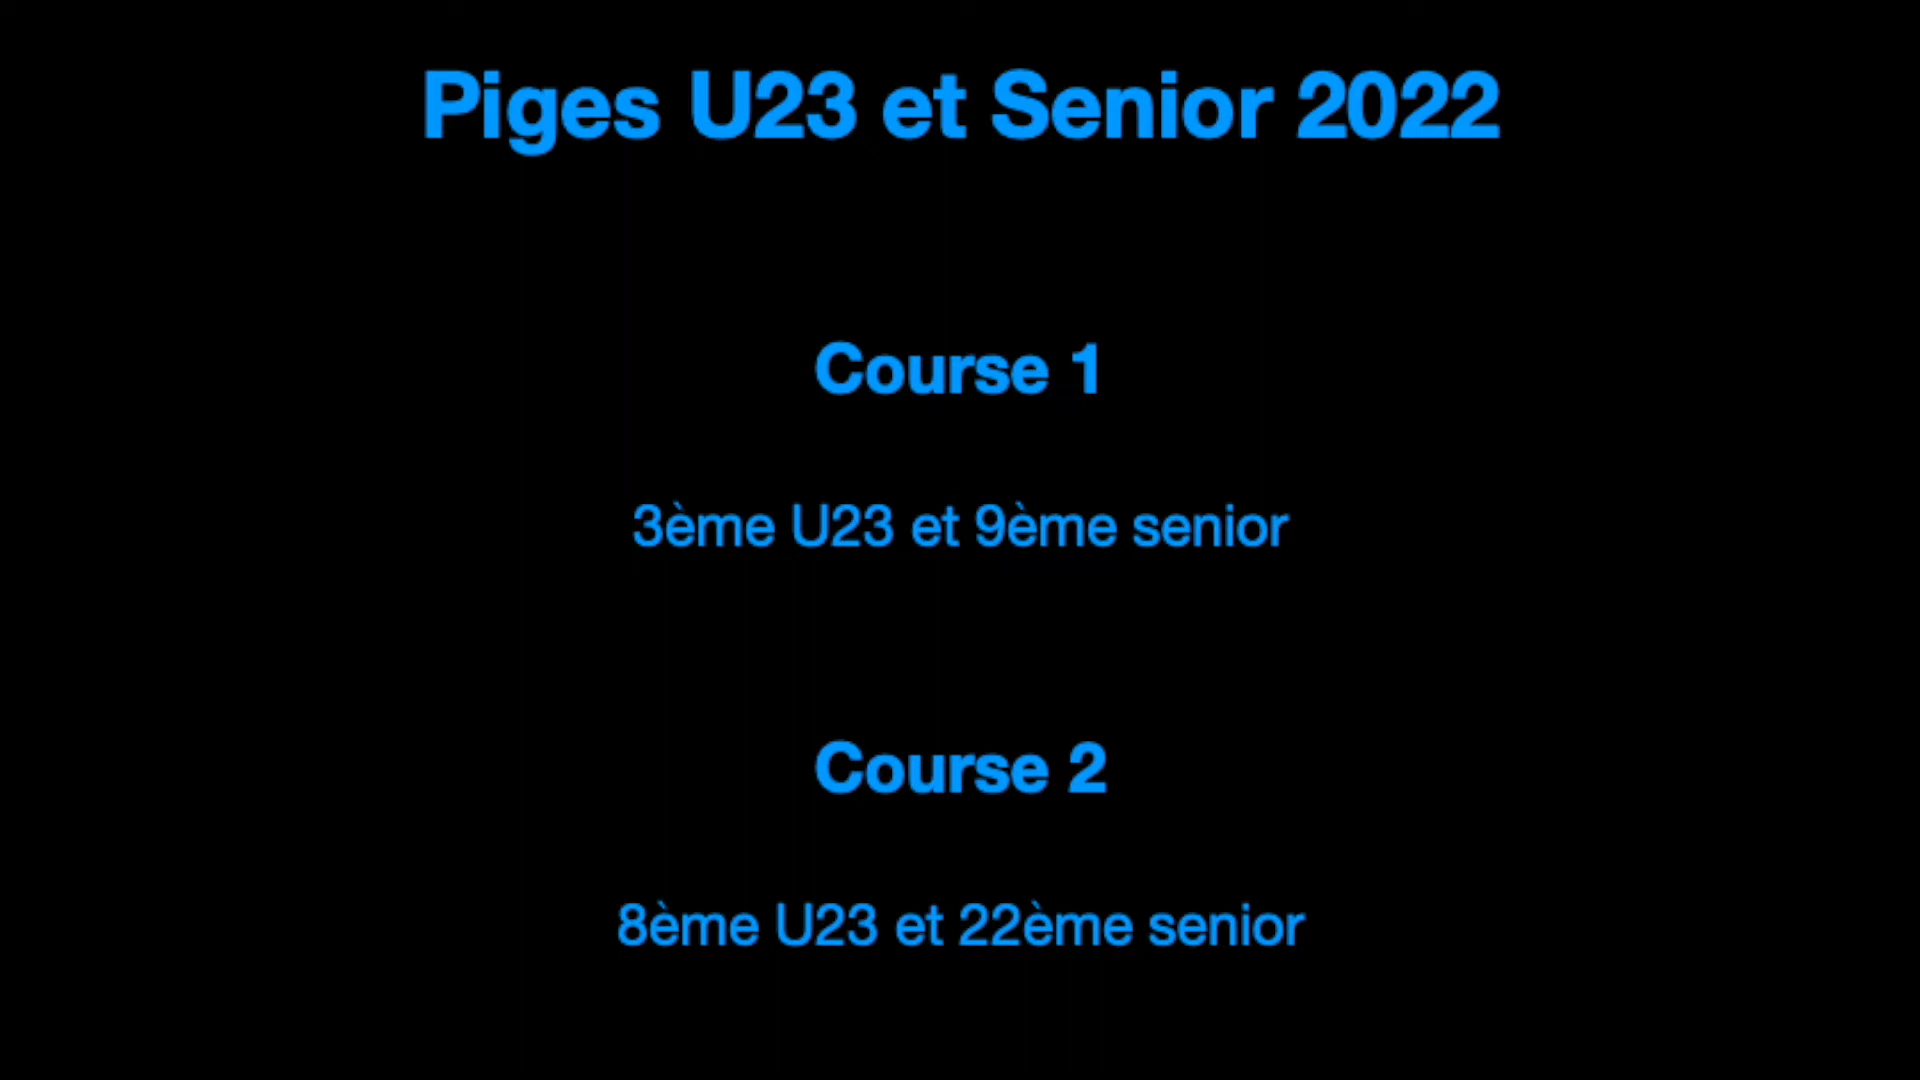 Piges U23 et Senior 2022
Course 1
3ème U23 et 9ème senior
Course 2
8ème U23 et 22ème senior